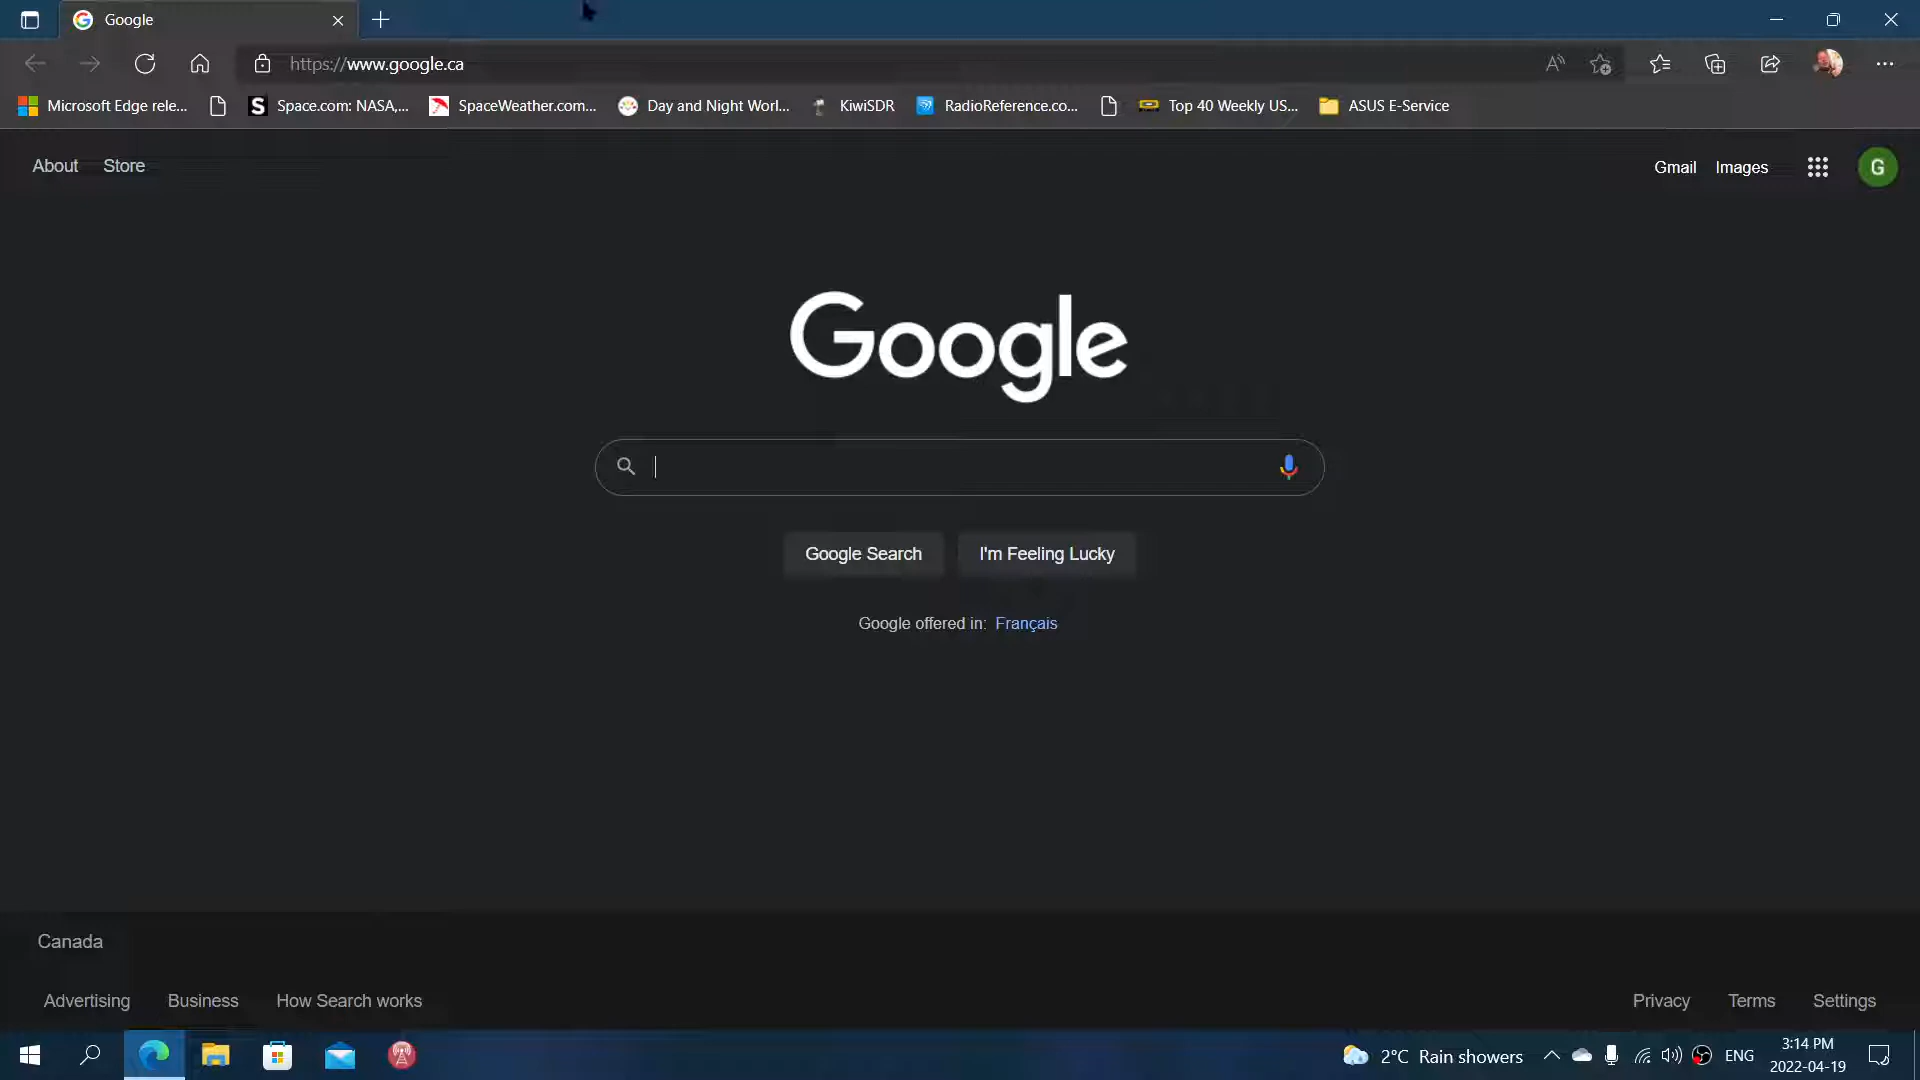 Google
https://www.google.ca
Microsoft Edge rele...
S Space.com: NASA,...
SpaceWeather.com...
Day and Night Worl...
KiwiSDR
RadioReference.co...
Top 40 Weekly US...
ASUS E-Service
About Store
Gmail Images G
Google
Google Search I'm Feeling Lucky
Google offered in: Français
Canada
Advertising Business How Search works
Privacy Terms Settings
2°C Rain showers
ENG
3:14 PM
2022-04-19